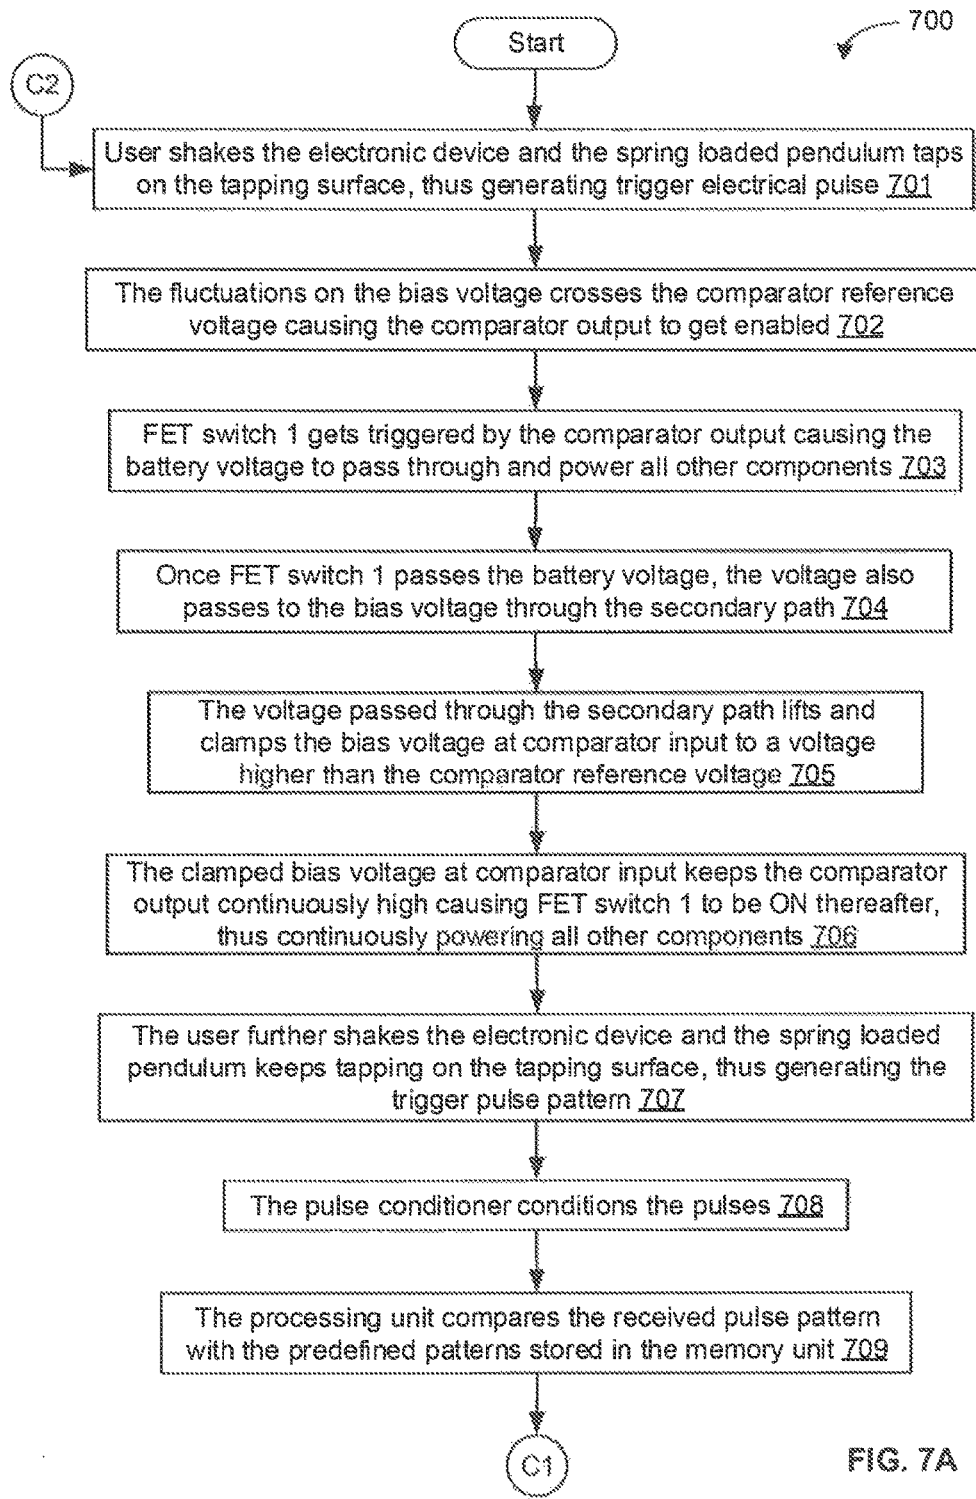 700
Start
C2
User shakes the electronic device and the spring loaded pendulum taps
on the tapping surface, thus generating trigger electrical pulse 701
The fluctuations on the bias voltage crosses the comparator reference
voltage causing the comparator output to get enabled 702
FET switch 1 gets triggered by the comparator output causing the
battery voltage to pass through and power all other components 703
Once FET switch 1 passes the battery voltage, the voltage also
passes to the bias voltage through the secondary path 704
The voltage passed through the secondary path lifts and
clamps the bias voltage at comparator input to a voltage
higher than the comparator reference voltage 705
The clamped bias voltage at comparator input keeps the comparator
output continuously high causing FET switch 1 to be ON thereafter,
thus continuously powering all other components 706
The user further shakes the electronic device and the spring loaded
pendulum keeps tapping on the tapping surface, thus generating the
trigger pulse pattern 707
The pulse conditioner conditions the pulses 708
The processing unit compares the received pulse pattern
with the predefined patterns stored in the memory unit 709
C1
FIG. 7A